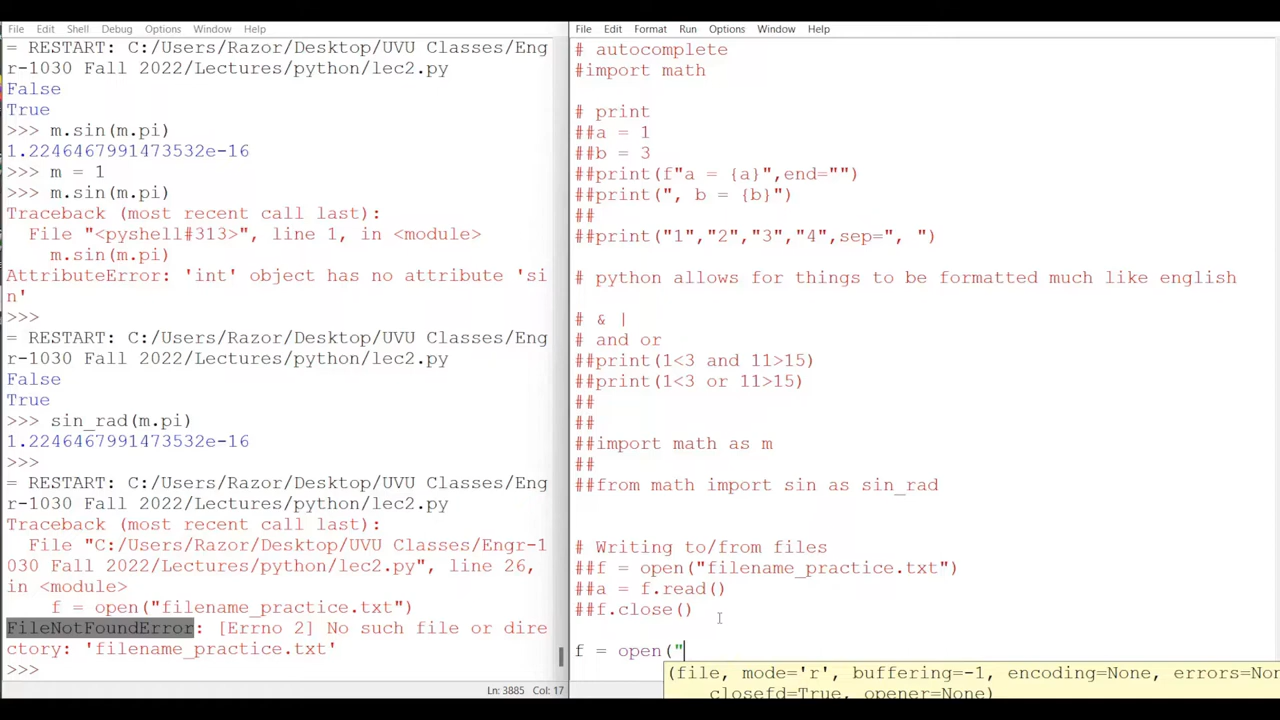 File Edit Shell Debug Options Window Help
= RESTART: C:/Users/Razor/Desktop/UVU Classes/Eng
r-1030 Fall 2022/Lectures/python/lec2.py
False
True
>>> m.sin(m.pi)
1.2246467991473532e-16
>>> m = 1
>>> m.sin(m.pi)
Traceback (most recent call last):
File "<pyshell#313>", line 1, in <module>
m.sin(m.pi)
AttributeError: 'int' object has no attribute 'si
n'
>>>
= RESTART: C:/Users/Razor/Desktop/UVU Classes/Eng
r-1030 Fall 2022/Lectures/python/lec2.py
False
True
>>> sin_rad(m.pi)
1.2246467991473532e-16
>>>
= RESTART: C:/Users/Razor/Desktop/UVU Classes/Eng
r-1030 Fall 2022/Lectures/python/lec2.py
Traceback (most recent call last):
File "C:/Users/Razor/Desktop/UVU Classes/Engr-1
030 Fall 2022/Lectures/python/lec2.py", line 26,
in <module>
f = open("filename_practice.txt")
FileNotFoundError: [Errno 2] No such file or dire
ctory: 'filename_practice.txt'
>>>
Ln: 3885 Col: 17
File Edit Format Run Options Window Help
# autocomplete
#import math
# print
##a = 1
##b = 3
##print(f"a = {a}",end="")
##print(", b = {b}")
##
##print("1","2","3","4",sep=", ")
# python allows for things to be formatted much like english
# & |
# and or
##print(1<3 and 11>15)
##print(1<3 or 11>15)
##
##
##import math as m
##
##from math import sin as sin_rad
# Writing to/from files
##f = open("filename_practice.txt")
##a = f.read()
##f.close()
f = open("
(file, mode='r', buffering=-1, encoding=None, errors=Non
closefd=True, opener=None)